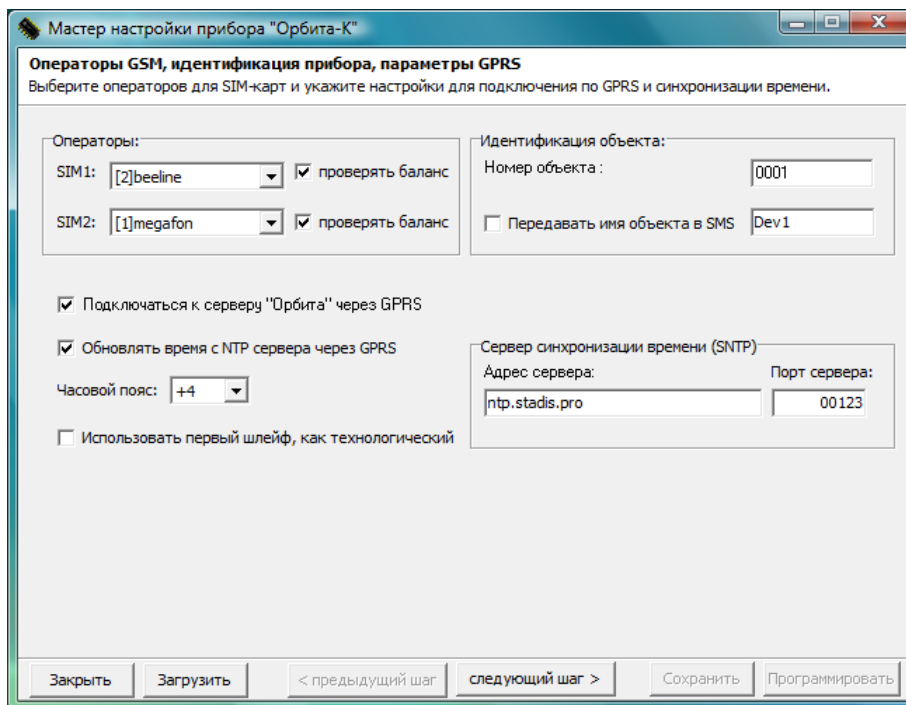 Мастер настройки прибора "Орбита-К"
Операторы GSM, идентификация прибора, параметры GPRS
Выберите операторов для SIM-карт и укажите настройки для подключения по GPRS и синхронизации времени.
Операторы:
SIM1: [2]beeline проверять баланс
SIM2: [1]megafon проверять баланс
Идентификация объекта:
Номер объекта : 0001
Передавать имя объекта в SMS Dev1
Подключаться к серверу "Орбита" через GPRS
Обновлять время с NTP сервера через GPRS
Часовой пояс: +4
Использовать первый шлейф, как технологический
Сервер синхронизации времени (SNTP)
Адрес сервера: Порт сервера:
ntp.stadis.pro 00123
Закрыть Загрузить < предыдущий шаг следующий шаг > Сохранить Программировать